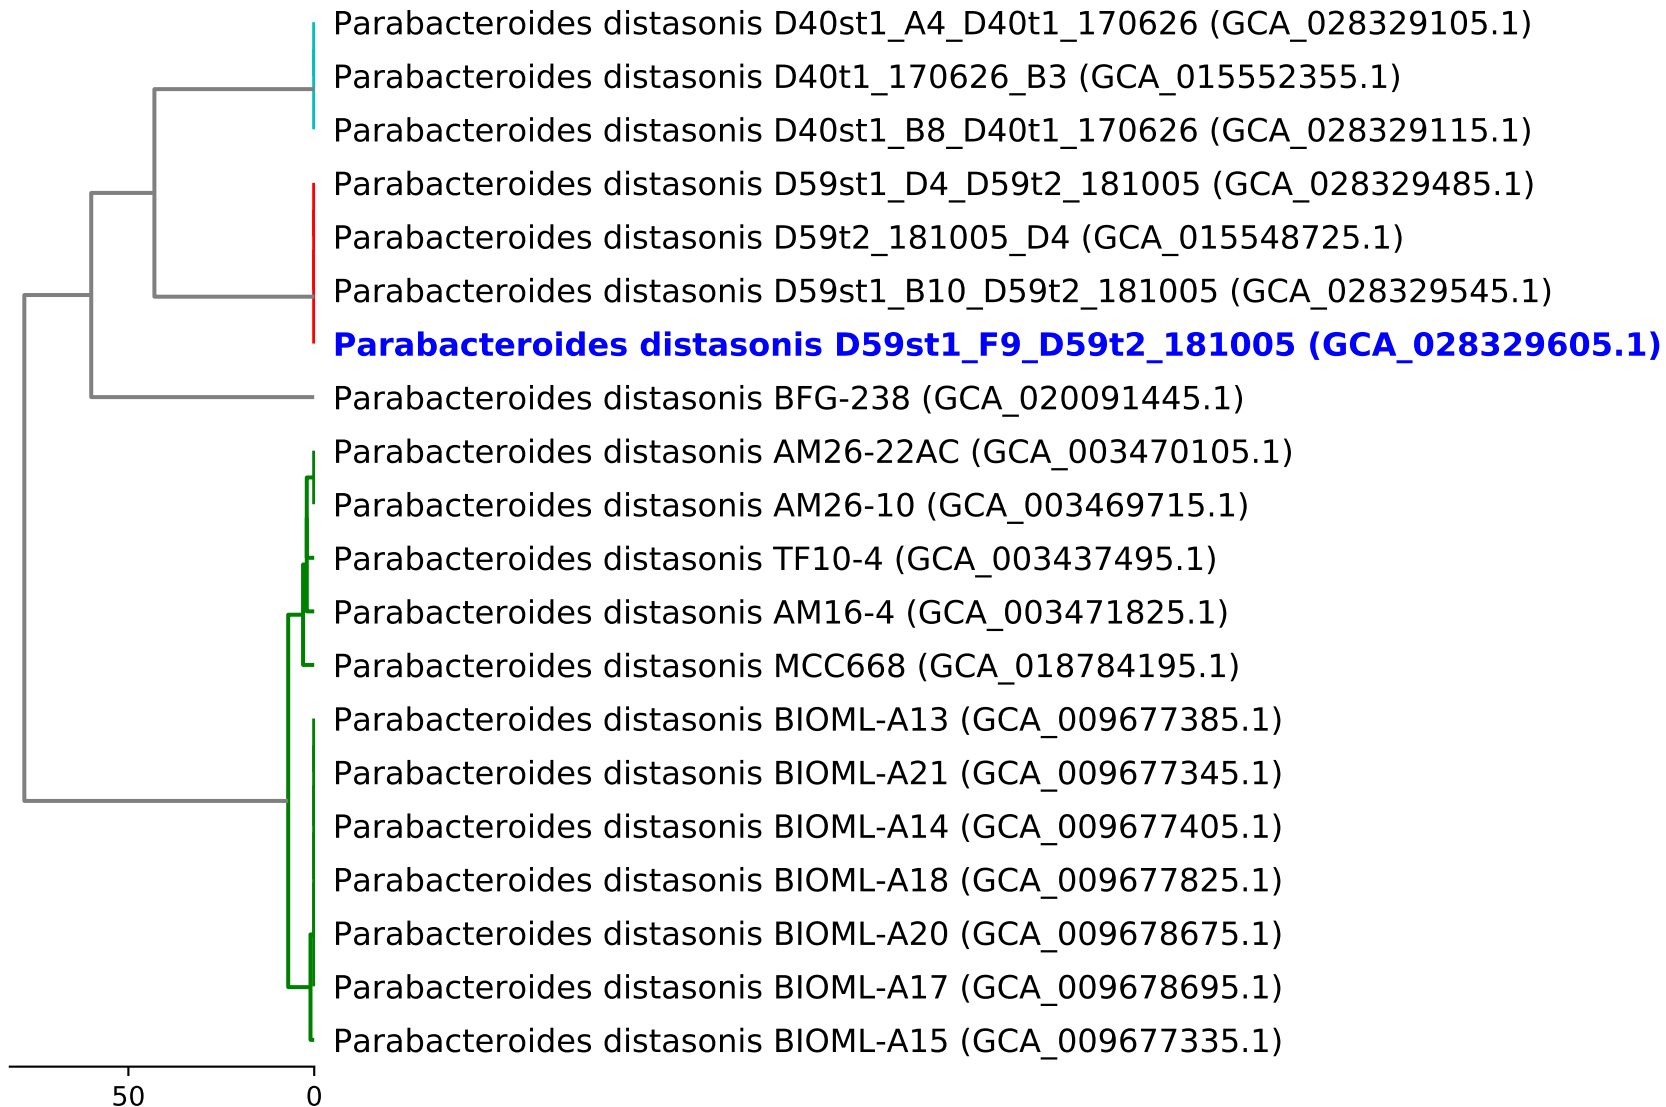 Parabacteroides distasonis D40st1_A4_D40t1_170626 (GCA_028329105.1)
Parabacteroides distasonis D40t1_170626_B3 (GCA_015552355.1)
Parabacteroides distasonis D40st1_B8_D40t1_170626 (GCA_028329115.1)
Parabacteroides distasonis D59st1_D4_D59t2_181005 (GCA_028329485.1)
Parabacteroides distasonis D59t2_181005_D4 (GCA_015548725.1)
Parabacteroides distasonis D59st1_B10_D59t2_181005 (GCA_028329545.1)
Parabacteroides distasonis D59st1_F9_D59t2_181005 (GCA_028329605.1)
Parabacteroides distasonis BFG-238 (GCA_020091445.1)
Parabacteroides distasonis AM26-22AC (GCA_003470105.1)
Parabacteroides distasonis AM26-10 (GCA_003469715.1)
Parabacteroides distasonis TF10-4 (GCA_003437495.1)
Parabacteroides distasonis AM16-4 (GCA_003471825.1)
Parabacteroides distasonis MCC668 (GCA_018784195.1)
Parabacteroides distasonis BIOML-A13 (GCA_009677385.1)
Parabacteroides distasonis BIOML-A21 (GCA_009677345.1)
Parabacteroides distasonis BIOML-A14 (GCA_009677405.1)
Parabacteroides distasonis BIOML-A18 (GCA_009677825.1)
Parabacteroides distasonis BIOML-A20 (GCA_009678675.1)
Parabacteroides distasonis BIOML-A17 (GCA_009678695.1)
Parabacteroides distasonis BIOML-A15 (GCA_009677335.1)
50 0